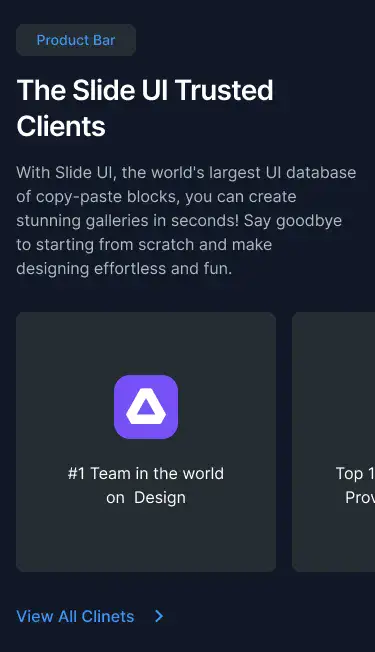 Product Bar
The Slide UI Trusted
Clients
With Slide UI, the world's largest UI database
of copy-paste blocks, you can create
stunning galleries in seconds! Say goodbye
to starting from scratch and make
designing effortless and fun.
#1 Team in the world
on Design
Top 1
Prov
View All Clinets